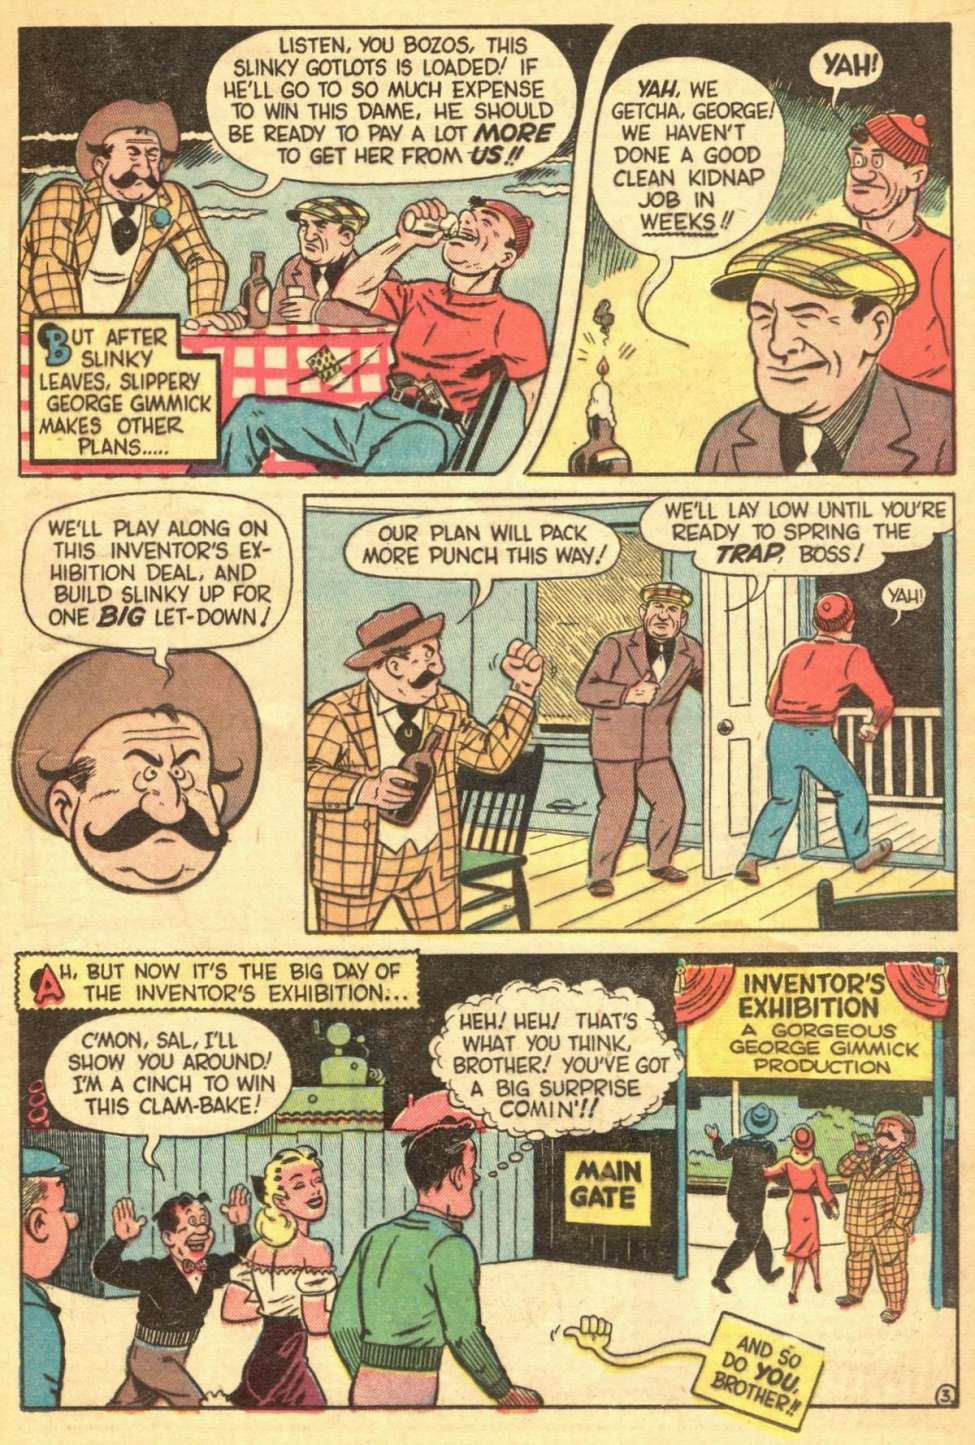 LISTEN, YOU BOZOS, THIS
SLINKY GOTLOTS IS LOADED! IF
HE'LL GO TO SO MUCH EXPENSE
TO WIN THIS DAME, HE SHOULD
BE READY TO PAY A LOT MORE
TO GET HER FROM US!!
BUT AFTER
SLINKY
LEAVES, SLIPPERY
GEORGE GIMMICK
MAKES OTHER
PLANS.....
YAH, WE
GETCHA, GEORGE!
WE HAVEN'T
DONE A GOOD
CLEAN KIDNAP
JOB IN
WEEKS!!
YAH!
WE'LL PLAY ALONG ON
THIS INVENTOR'S EX-
HIBITION DEAL, AND
BUILD SLINKY UP FOR
ONE BIG LET-DOWN!
OUR PLAN WILL PACK
MORE PUNCH THIS WAY!
WE'LL LAY LOW UNTIL YOU'RE
READY TO SPRING THE
TRAP, BOSS!
YAH!
AH, BUT NOW IT'S THE BIG DAY OF
THE INVENTOR'S EXHIBITION...
C'MON, SAL, I'LL
SHOW YOU AROUND!
I'M A CINCH TO WIN
THIS CLAM-BAKE!
HEH! HEH! THAT'S
WHAT YOU THINK,
BROTHER! YOU'VE GOT
A BIG SURPRISE
COMIN'!!
INVENTOR'S
EXHIBITION
A GORGEOUS
GEORGE GIMMICK
PRODUCTION
MAIN
GATE
AND SO
DO YOU,
BROTHER!!
3